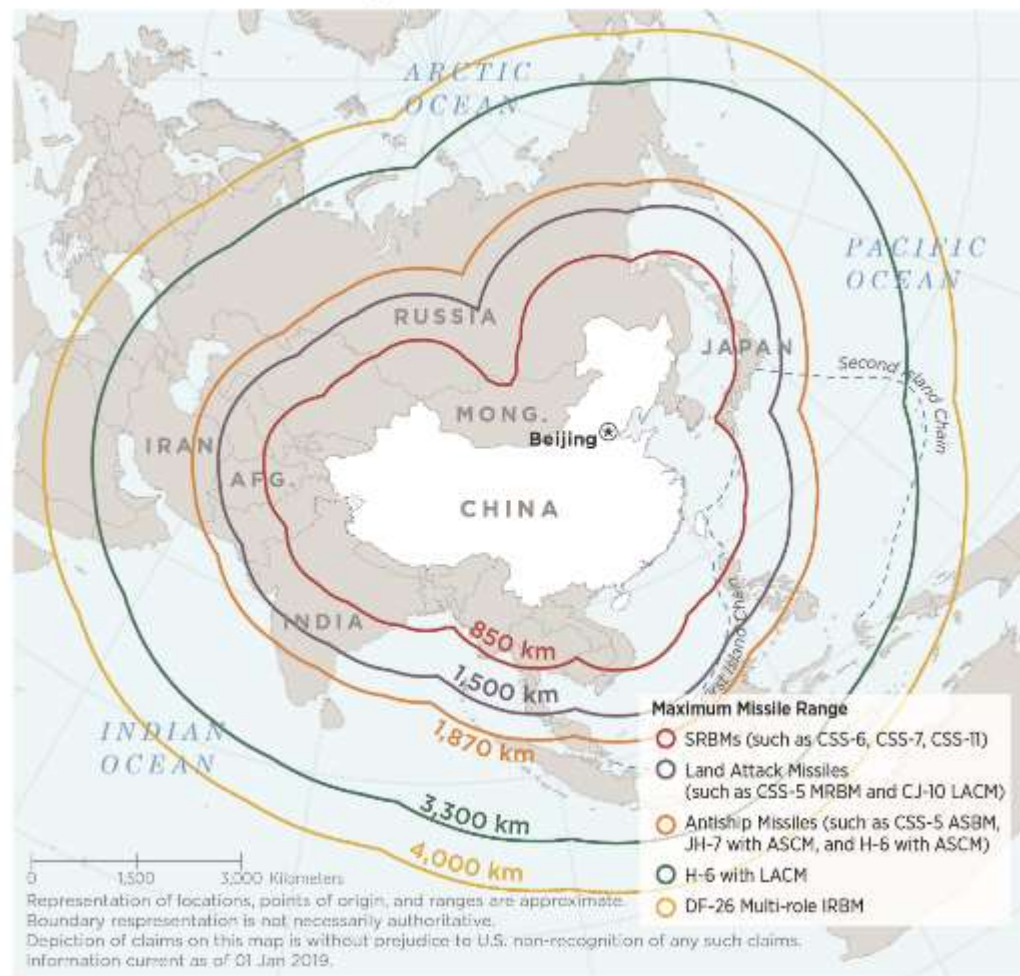 ARCTIC
OCEAN
PACIFIC
OCEAN
RUSSIA
JAPAN
Second Island Chain
MONG.
Beijing
IRAN
AFG.
CHINA
INDIA
First Island Chain
850 km
1,500 km
1,870 km
INDIAN
OCEAN
3,300 km
4,000 km
Maximum Missile Range
SRBMs (such as CSS-6, CSS-7, CSS-11)
Land Attack Missiles
(such as CSS-5 MRBM and CJ-10 LACM)
Antiship Missiles (such as CSS-5 ASBM,
JH-7 with ASCM, and H-6 with ASCM)
H-6 with LACM
DF-26 Multi-role IRBM
0 1,500 3,000 Kilometers
Representation of locations, points of origin, and ranges are approximate.
Boundary respresentation is not necessarily authoritative.
Depiction of claims on this map is without prejudice to U.S. non-recognition of any such claims.
Information current as of 01 Jan 2019.